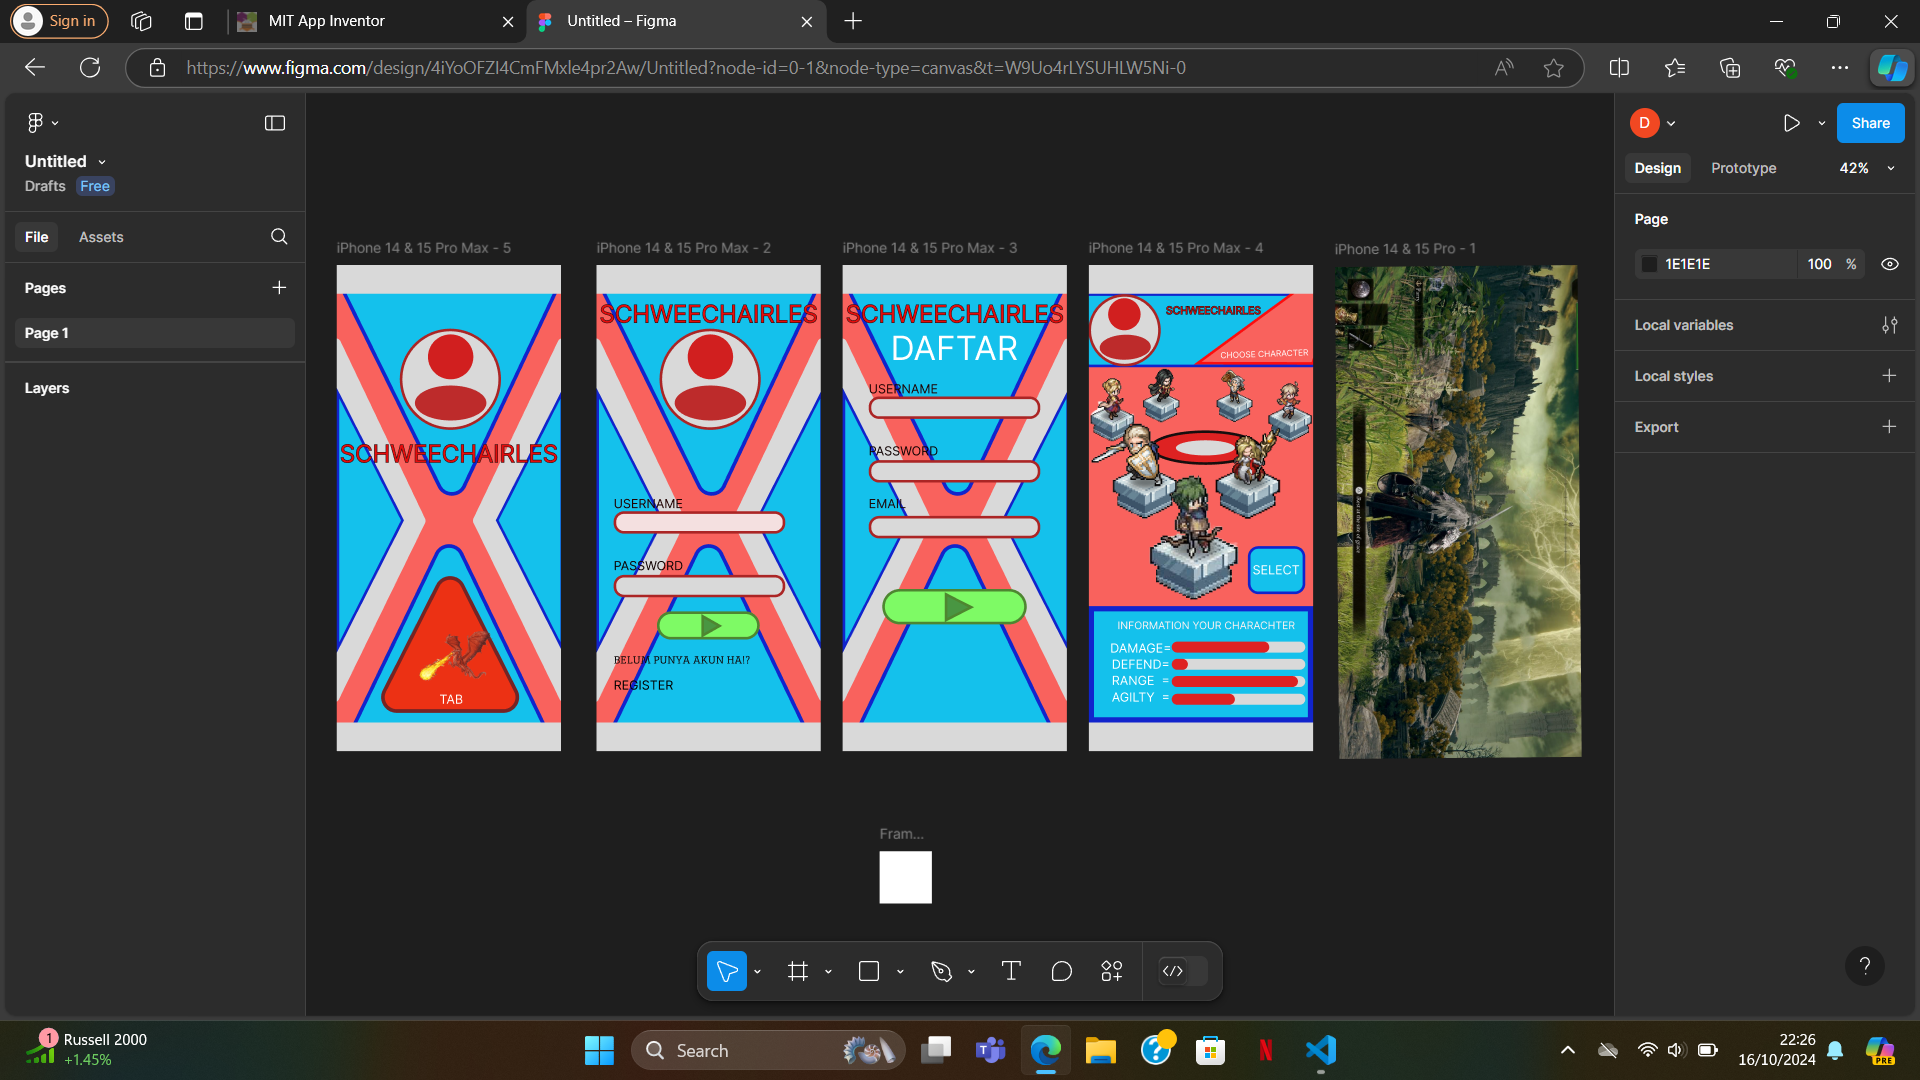 Sign in
MIT App Inventor
Untitled – Figma
https://www.figma.com/design/4iYoOFZI4CmFMxle4pr2Aw/Untitled?node-id=0-1&node-type=canvas&t=W9Uo4rLYSUHLW5Ni-0
Untitled
Drafts Free
File Assets
Pages
Page 1
Layers
iPhone 14 & 15 Pro Max - 5
SCHWEECHAIRLES
TAB
iPhone 14 & 15 Pro Max - 2
SCHWEECHAIRLES
USERNAME
PASSWORD
BELUM PUNYA AKUN HA!?
REGISTER
iPhone 14 & 15 Pro Max - 3
SCHWEECHAIRLES
DAFTAR
USERNAME
PASSWORD
EMAIL
iPhone 14 & 15 Pro Max - 4
SCHWEECHAIRLES
CHOOSE CHARACTER
SELECT
INFORMATION YOUR CHARACHTER
DAMAGE=
DEFEND=
RANGE =
AGILTY =
iPhone 14 & 15 Pro - 1
Fram...
D
Share
Design Prototype 42%
Page
1E1E1E 100 %
Local variables
Local styles
Export
?
1
Russell 2000
+1.45%
Search
22:26
16/10/2024
PRE